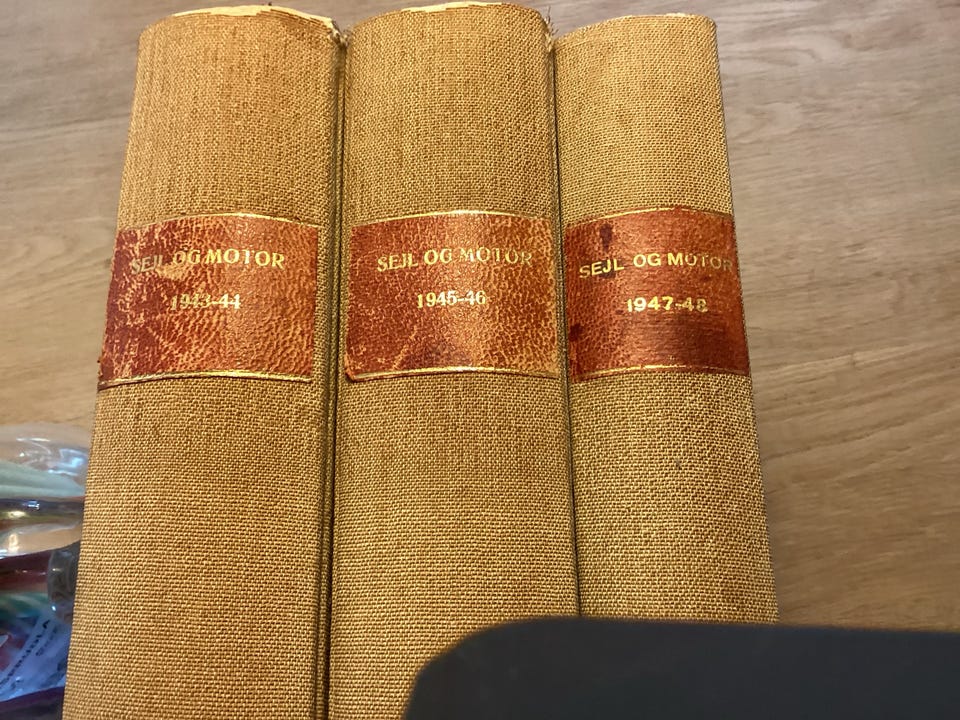 SEJL OG MOTOR
1943-44
SEJL OG MOTOR
1945-46
SEJL OG MOTOR
1947-48